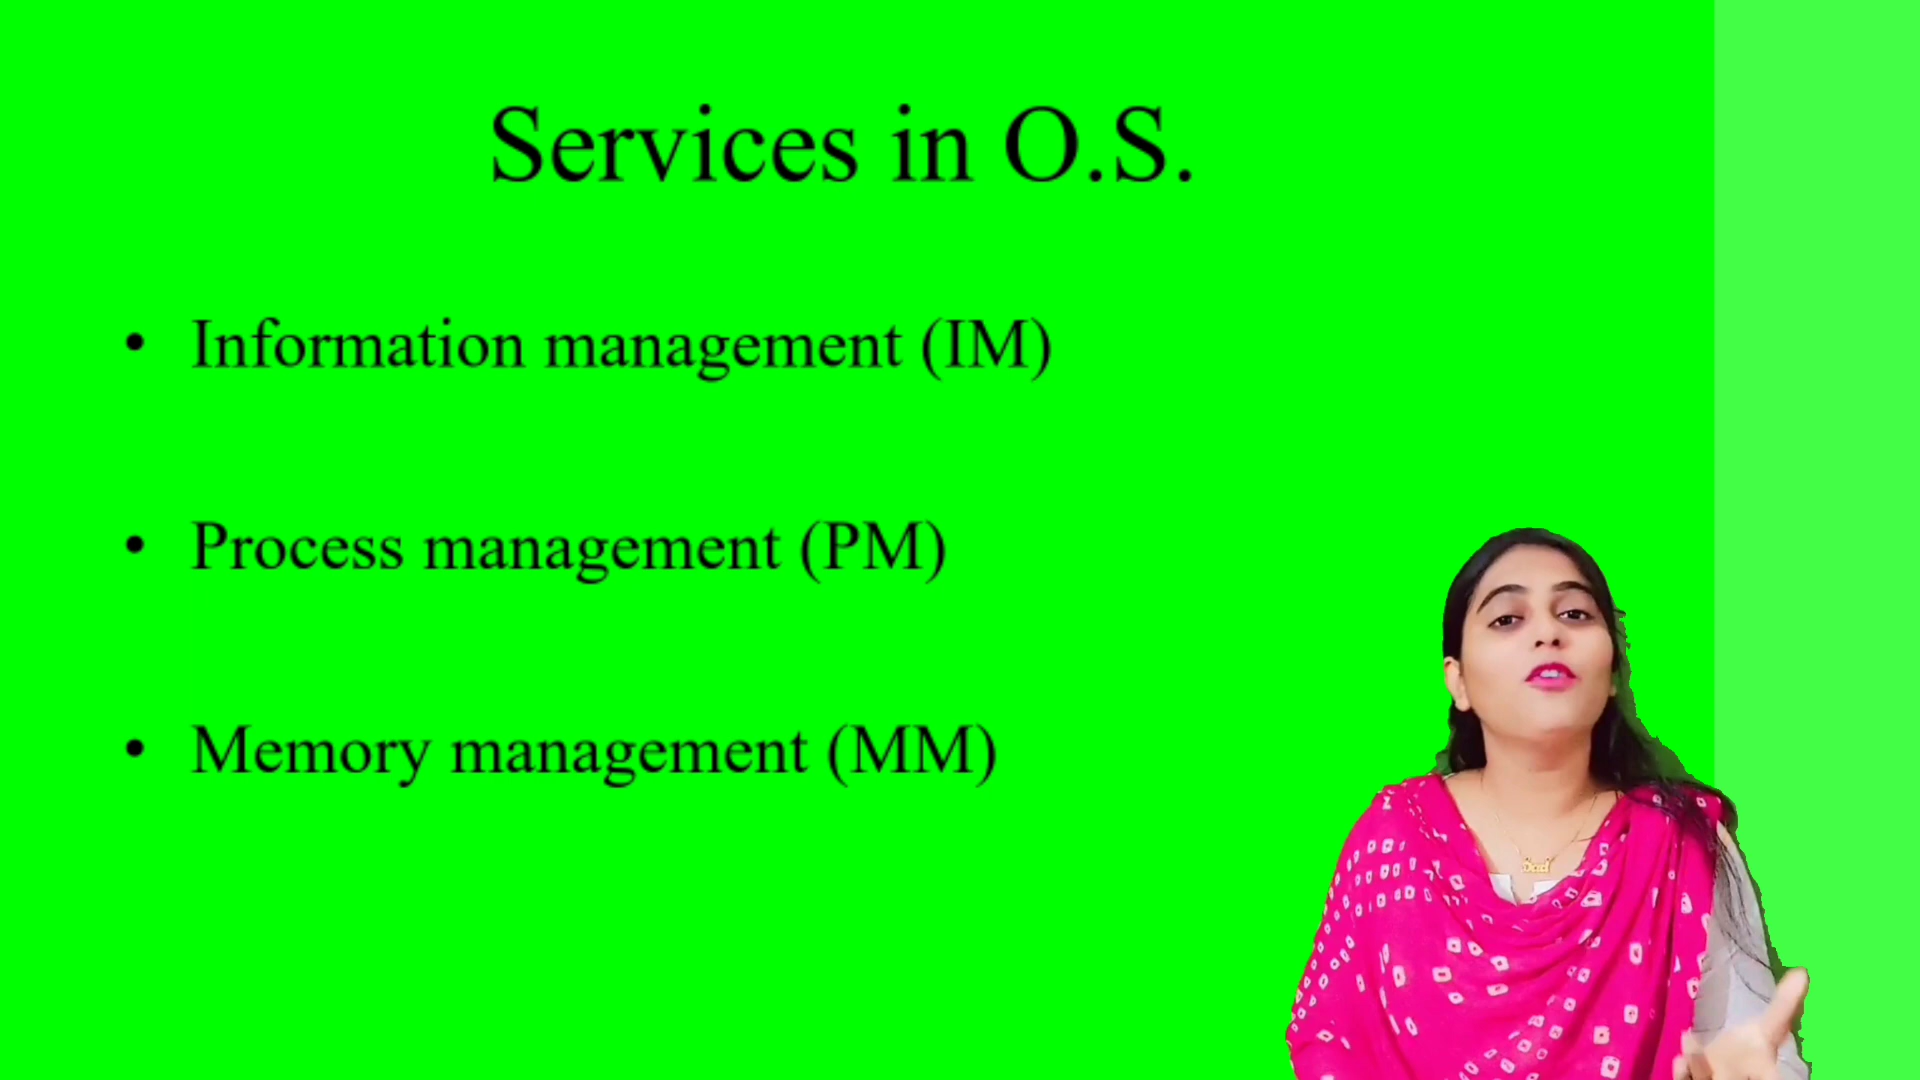 Services in O.S.
• Information management (IM)
• Process management (PM)
• Memory management (MM)